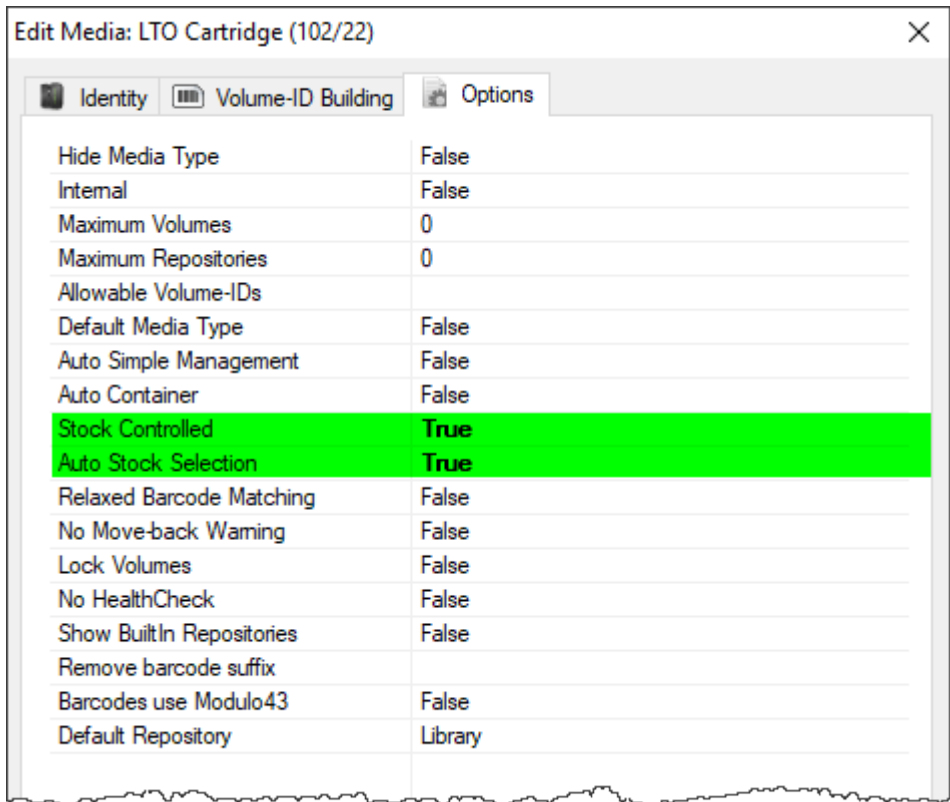 Edit Media: LTO Cartridge (102/22)
Identity Volume-ID Building Options
Hide Media Type False
Internal False
Maximum Volumes 0
Maximum Repositories 0
Allowable Volume-IDs
Default Media Type False
Auto Simple Management False
Auto Container False
Stock Controlled True
Auto Stock Selection True
Relaxed Barcode Matching False
No Move-back Warning False
Lock Volumes False
No HealthCheck False
Show BuiltIn Repositories False
Remove barcode suffix
Barcodes use Modulo43 False
Default Repository Library